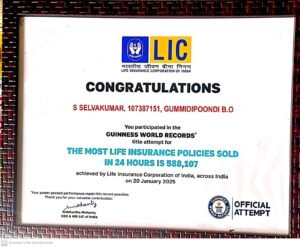 LIC
भारतीय जीवन बीमा निगम
LIFE INSURANCE CORPORATION OF INDIA
CONGRATULATIONS
S SELVAKUMAR, 107387151, GUMMIDIPOONDI B.O
You participated in the
GUINNESS WORLD RECORDS
title attempt for
THE MOST LIFE INSURANCE POLICIES SOLD
IN 24 HOURS IS 588,107
achieved by Life Insurance Corporation of India, across India
on 20 January 2025
Your power packed performance made this record possible.
Thank you for your valuable contribution!
Siddhartha Mohanty
CEO & MD LIC of India
OFFICIAL
ATTEMPT